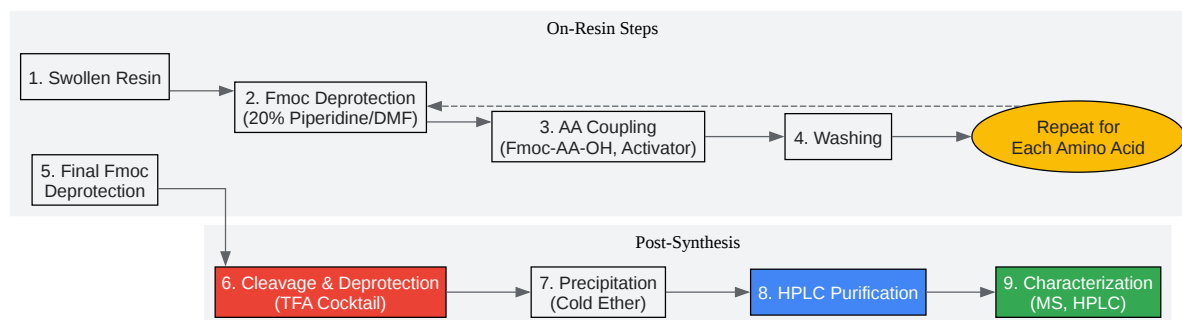 On-Resin Steps
1. Swollen Resin
2. Fmoc Deprotection
(20% Piperidine/DMF)
3. AA Coupling
(Fmoc-AA-OH, Activator)
4. Washing
Repeat for
Each Amino Acid
5. Final Fmoc
Deprotection
Post-Synthesis
6. Cleavage & Deprotection
(TFA Cocktail)
7. Precipitation
(Cold Ether)
8. HPLC Purification
9. Characterization
(MS, HPLC)